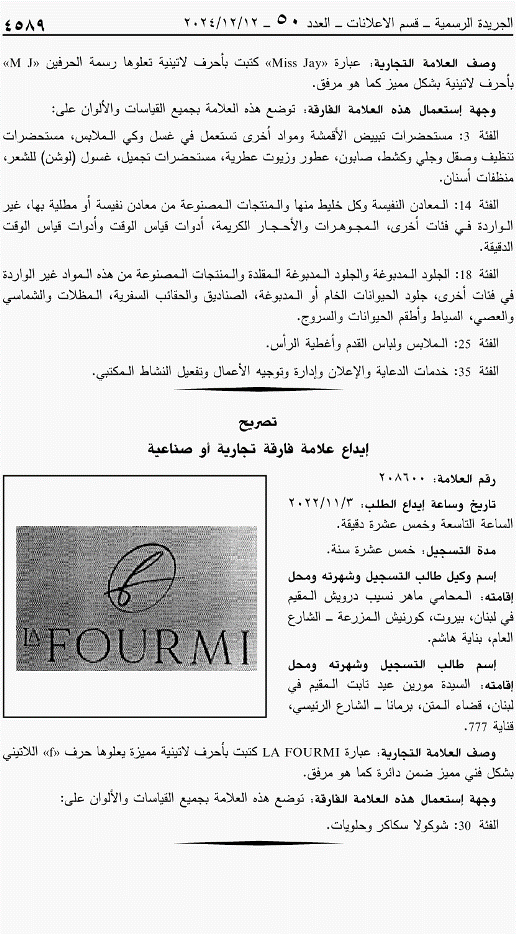 الجريدة الرسمية ــ قسم الاعلانات ــ العدد ٥٠ ــ ٢٠٢٤/١٢/١٢
٤٥٨٩
وصف العلامة التجارية: عبارة «Miss Jay» كتبت بأحرف لاتينية تعلوها رسمة الحرفين «M J»
بأحرف لاتينية بشكل مميز كما هو مرفق.
وجهة إستعمال هذه العلامة الفارقة: توضع هذه العلامة بجميع القياسات والألوان على:
الفئة 3: مستحضرات تبييض الأقمشة ومواد أخرى تستعمل في غسل وكي الملابس، مستحضرات
تنظيف وصقل وجلي وكشط، صابون، عطور وزيوت عطرية، مستحضرات تجميل، غسول (لوشن) للشعر،
منظفات أسنان.
الفئة 14: المعادن النفيسة وكل خليط منها والمنتجات المصنوعة من معادن نفيسة أو مطلية بها، غير
الواردة في فئات أخرى، المجوهرات والأحجار الكريمة، أدوات قياس الوقت وأدوات قياس الوقت
الدقيقة.
الفئة 18: الجلود المدبوغة والجلود المدبوغة المقلدة والمنتجات المصنوعة من هذه المواد غير الواردة
في فئات أخرى، جلود الحيوانات الخام أو المدبوغة، الصناديق والحقائب السفرية، المظلات والشماسي
والعصي، السياط وأطقم الحيوانات والسروج.
الفئة 25: الملابس ولباس القدم وأغطية الرأس.
الفئة 35: خدمات الدعاية والإعلان وإدارة وتوجيه الأعمال وتفعيل النشاط المكتبي.
تصريح
إيداع علامة فارقة تجارية أو صناعية
رقم العلامة: ٢٠٨٦٠٠
تاريخ وساعة إيداع الطلب: ٢٠٢٢/١١/٣
الساعة التاسعة وخمس عشرة دقيقة.
مدة التسجيل: خمس عشرة سنة.
إسم وكيل طالب التسجيل وشهرته ومحل
إقامته: المحامي ماهر نسيب درويش المقيم
في لبنان، بيروت، كورنيش المزرعة ــ الشارع
العام، بناية هاشم.
إسم طالب التسجيل وشهرته ومحل
إقامته: السيدة مورين عيد تابت المقيم في
لبنان، قضاء المتن، برمانا ــ الشارع الرئيسي،
قناية 777.
LA FOURMI
وصف العلامة التجارية: عبارة LA FOURMI كتبت بأحرف لاتينية مميزة يعلوها حرف «f» اللاتيني
بشكل فني مميز ضمن دائرة كما هو مرفق.
وجهة إستعمال هذه العلامة الفارقة: توضع هذه العلامة بجميع القياسات والألوان على:
الفئة 30: شوكولا سكاكر وحلويات.